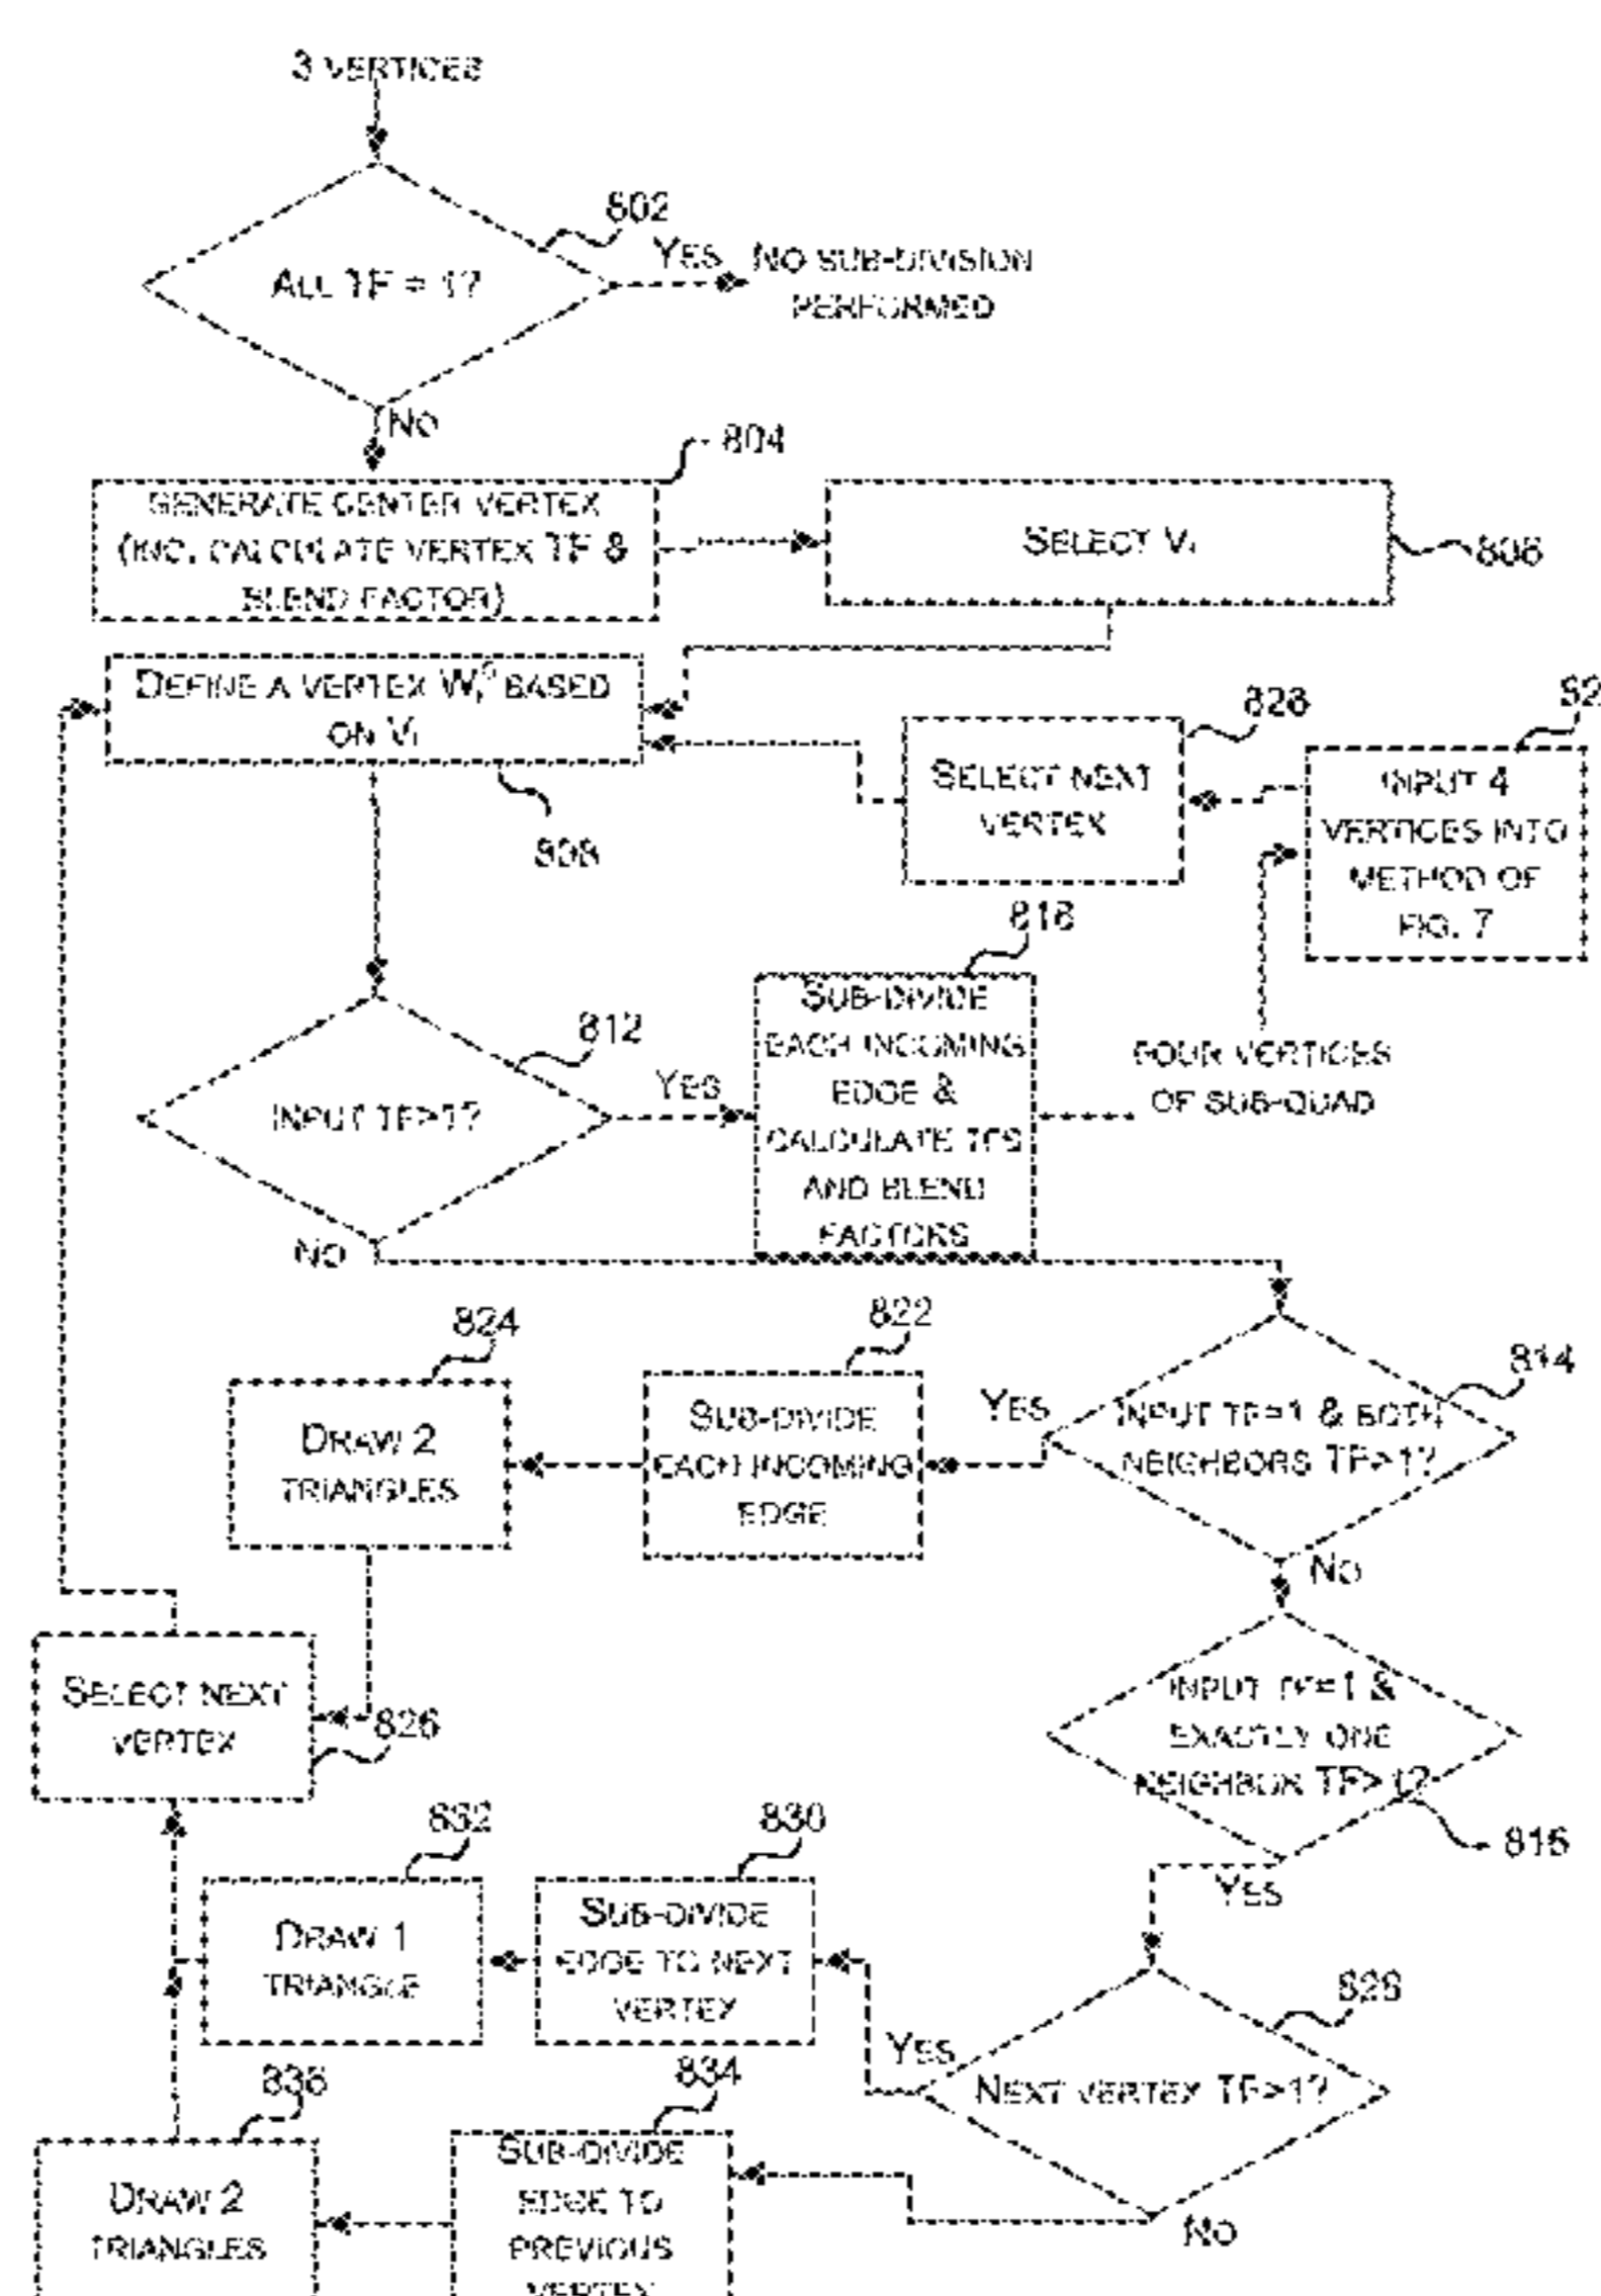 3 VERTICES
802
ALL TF = 1?
YES
NO SUB-DIVISION
PERFORMED
NO
804
GENERATE CENTER VERTEX
(INC. CALCULATE VERTEX TF &
BLEND FACTOR)
SELECT Vi
806
DEFINE A VERTEX Wi0 BASED
ON Vi
808
SELECT NEXT
VERTEX
INPUT 4
VERTICES INTO
METHOD OF
FIG. 7
812
INPUT TF>1?
YES
NO
818
SUB-DIVIDE
EACH INCOMING
EDGE &
CALCULATE TFS
AND BLEND
FACTORS
FOUR VERTICES
OF SUB-QUAD
814
INPUT TF=1 & BOTH
NEIGHBORS TF>1?
YES
NO
822
SUB-DIVIDE
EACH INCOMING
EDGE
824
DRAW 2
TRIANGLES
SELECT NEXT
VERTEX
826
INPUT TF=1 &
EXACTLY ONE
NEIGHBOR TF>1?
YES
NEXT VERTEX TF>1?
YES
NO
830
SUB-DIVIDE
EDGE TO NEXT
VERTEX
832
DRAW 1
TRIANGLE
834
SUB-DIVIDE
EDGE TO
PREVIOUS
VERTEX
836
DRAW 2
TRIANGLES